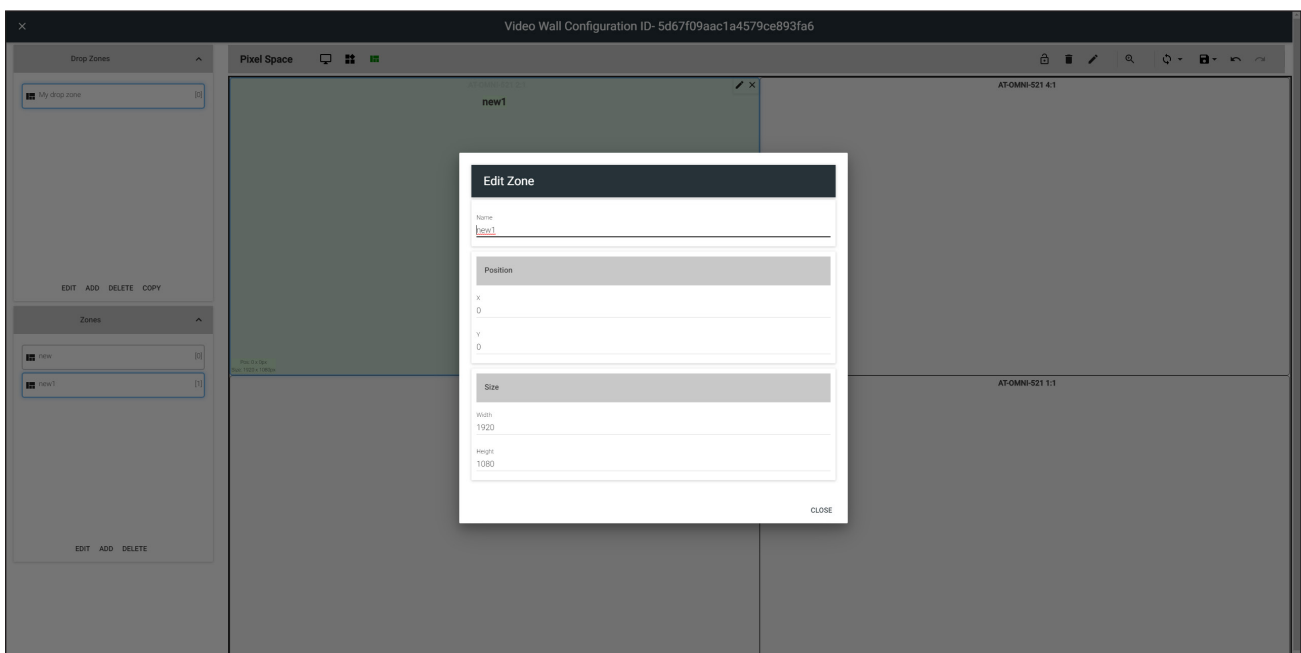 Video Wall Configuration ID- 5d67f09aac1a4579ce893fa6
Drop Zones
Pixel Space
My drop zone [0]
new1
AT-OMNI-521 4:1
Edit Zone
Name
new1
Position
X
0
Y
0
EDIT ADD DELETE COPY
Zones
new [0]
new1 [1]
Size
Width
1920
Height
1080
AT-OMNI-521 1:1
CLOSE
EDIT ADD DELETE